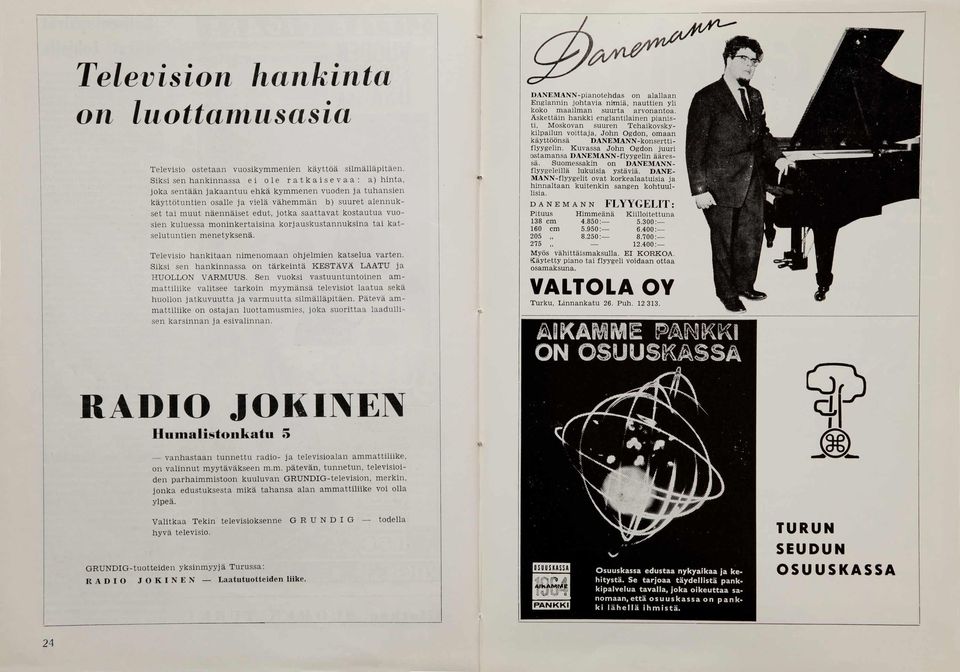 Television hankinta
on luottamusasia
Televisio ostetaan vuosikymmenien käyttöä silmälläpitäen.
Siksi sen hankinnassa ei ole ratkaisevaa: a) hinta,
joka sentään jakaantuu ehkä kymmenen vuoden ja tuhansien
käyttötuntien osalle ja vielä vähemmän b) suuret alennuk-
set tai muut näennäiset edut, jotka saattavat kostautua vuo-
sien kuluessa moninkertaisina korjauskustannuksina tai kat-
selutuntien menetyksenä.
Televisio hankitaan nimenomaan ohjelmien katselua varten.
Siksi sen hankinnassa on tärkeintä KESTÄVÄ LAATU ja
HUOLLON VARMUUS. Sen vuoksi vastuuntuntoinen am-
mattiliike valitsee tarkoin myymänsä televisiot laatua sekä
huollon jatkuvuutta ja varmuutta silmälläpitäen. Pätevä am-
mattiliike on ostajan luottamusmies, joka suorittaa laadulli-
sen karsinnan ja esivalinnan.
RADIO JOKINEN
Humalistonkatu 5
— vanhastaan tunnettu radio- ja televisioalan ammattiliike,
on valinnut myytäväkseen m.m. pätevän, tunnetun, televisioi-
den parhaimmistoon kuuluvan GRUNDIG-television, merkin,
jonka edustuksesta mikä tahansa alan ammattiliike voi olla
ylpeä.
Valitkaa Tekin televisioksenne GRUNDIG — todella
hyvä televisio.
GRUNDIG-tuotteiden yksinmyyjä Turussa:
RADIO JOKINEN — Laatutuotteiden liike.
24
Danemann
DANEMANN-pianotehdas on alallaan
Englannin johtavia nimiä, nauttien yli
koko maailman suurta arvonantoa.
Äskettäin hankki englantilainen pianis-
ti, Moskovan suuren Tchaikovsky-
kilpailun voittaja, John Ogdon, omaan
käyttöönsä DANEMANN-konsertti-
flyygelin. Kuvassa John Ogdon juuri
ostamansa DANEMANN-flyygelin ääres-
sä. Suomessakin on DANEMANN-
flyygeleillä lukuisia ystäviä. DANE-
MANN-flyygelit ovat korkealaatuisia ja
hinnaltaan kuitenkin sangen kohtuul-
lisia.
DANEMANN FLYYGELIT:
Pituus Himmeänä Kiilloitettuna
138 cm 4.850:— 5.300:—
160 cm 5.950:— 6.400:—
205 „ 8.250:— 8.700:—
275 „ — 12.400:—
Myös vähittäismaksulla. EI KORKOA.
Käytetty piano tai flyygeli voidaan ottaa
osamaksuna.
VALTOLA OY
Turku, Linnankatu 26. Puh. 12 313.
AIKAMME PANKKI
ON OSUUSKASSA
OSUUSKASSA
1964
AIKAMME
PANKKI
Osuuskassa edustaa nykyaikaa ja ke-
hitystä. Se tarjoaa täydellistä pank-
kipalvelua tavalla, joka oikeuttaa sa-
nomaan, että osuuskassa on pank-
ki lähellä ihmistä.
TURUN
SEUDUN
OSUUSKASSA